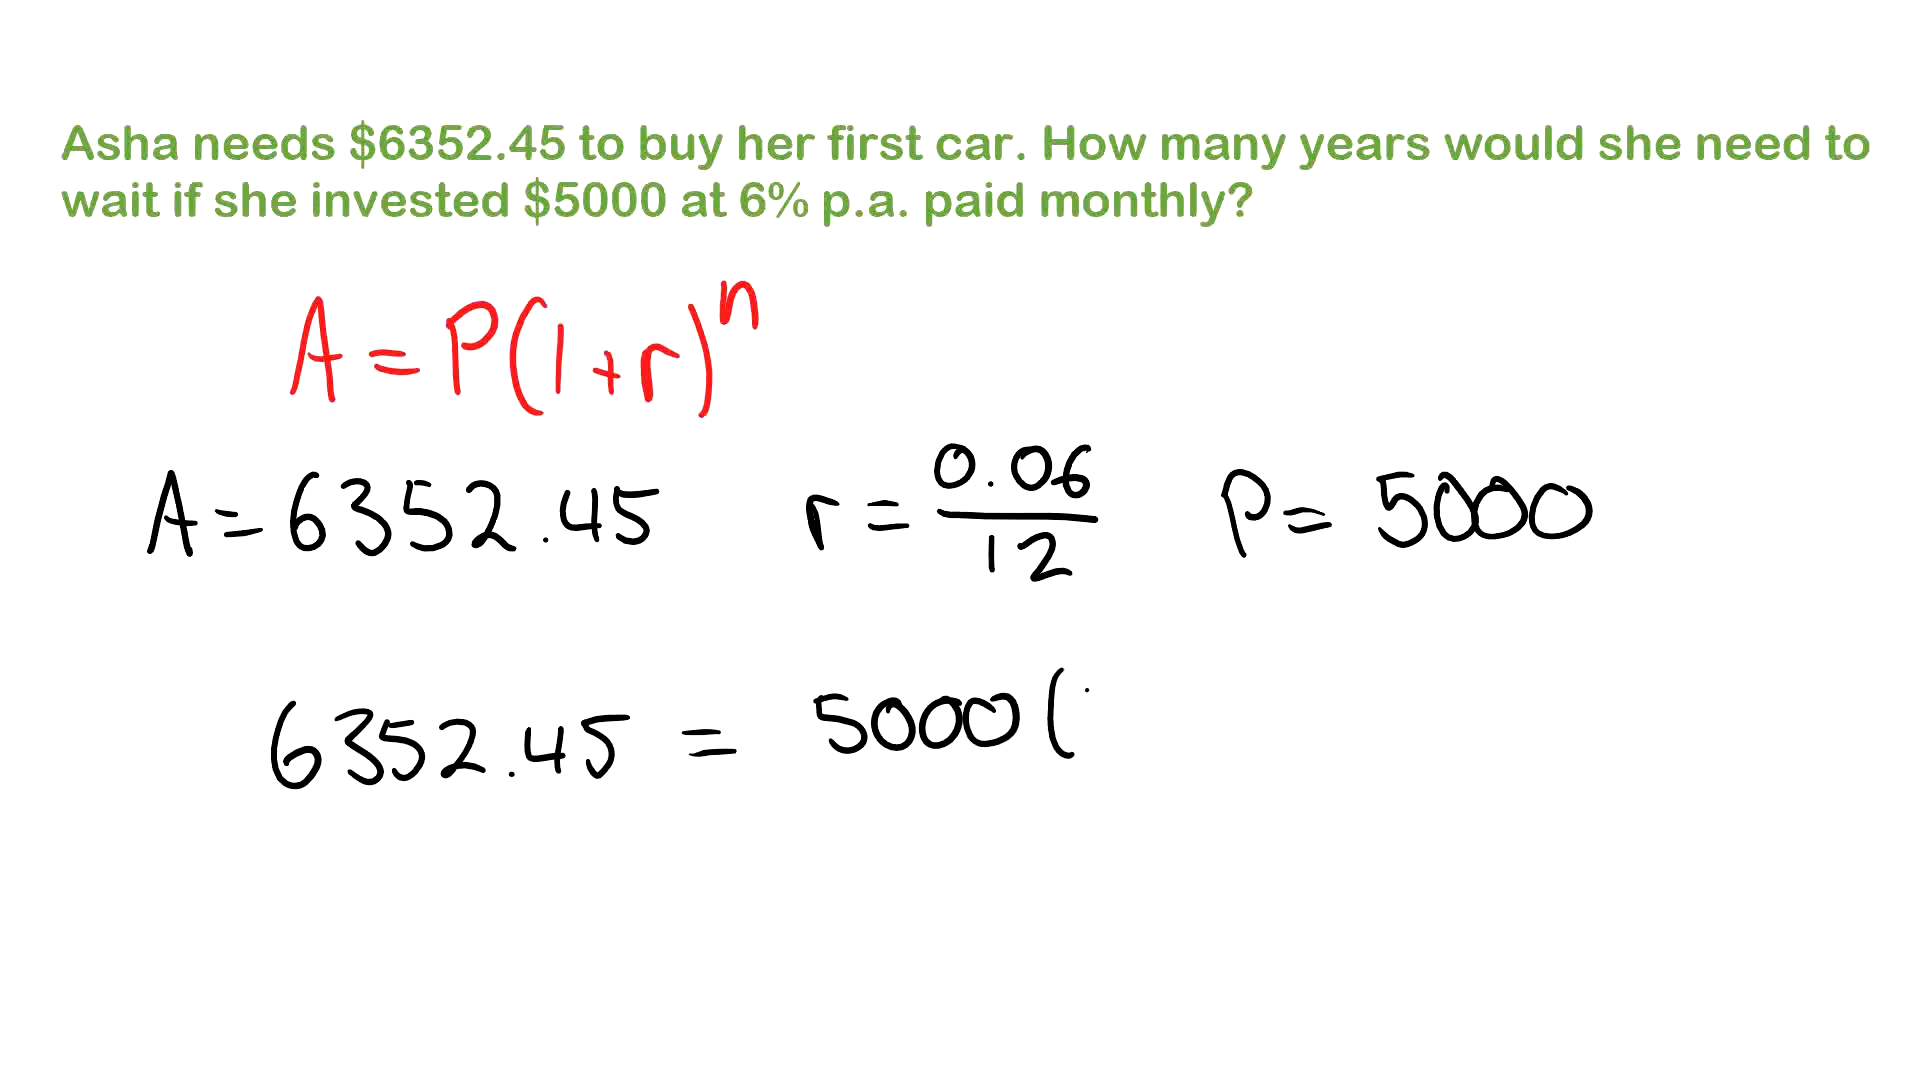 Asha needs $6352.45 to buy her first car. How many years would she need to
wait if she invested $5000 at 6% p.a. paid monthly?
A=P(1+r)^n
A=6352.45 r=0.06/12 P=5000
6352.45 = 5000(